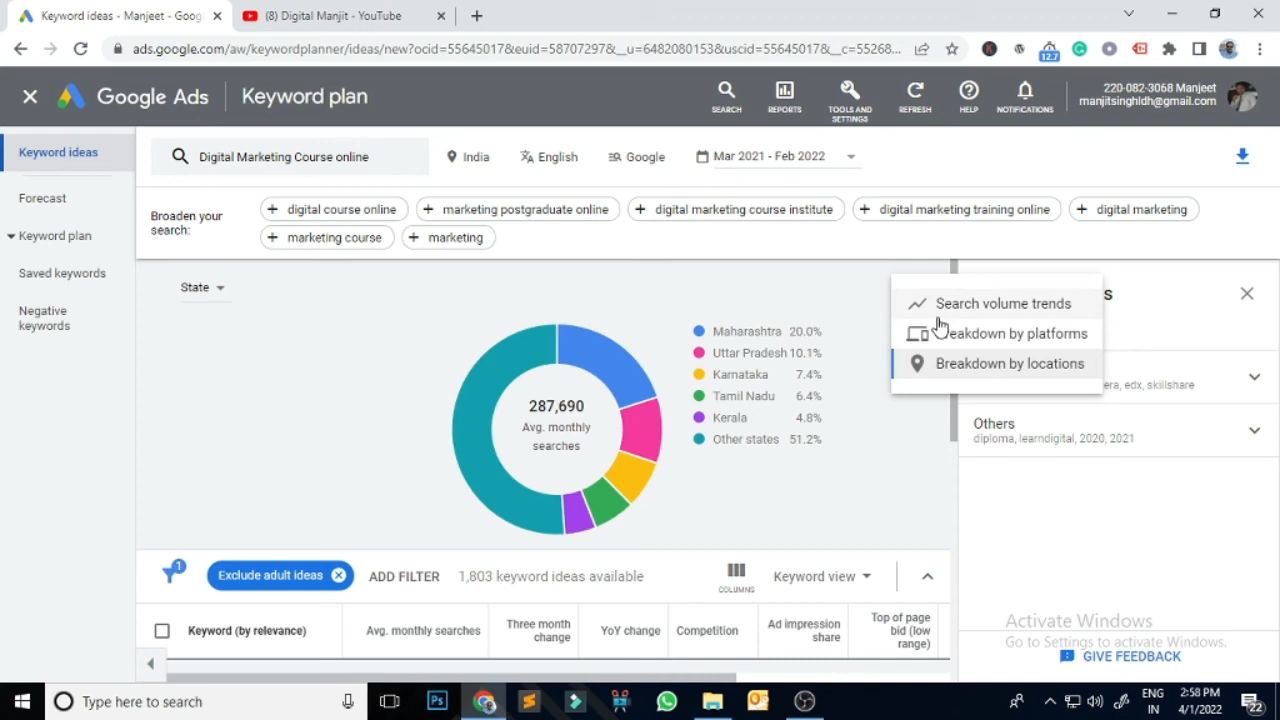 Keyword ideas - Manjeet - Goog
(8) Digital Manjit - YouTube
ads.google.com/aw/keywordplanner/ideas/new?ocid=55645017&euid=58707297&__u=6482080153&uscid=55645017&__c=55268...
12.7
Google Ads
Keyword plan
SEARCH
REPORTS
TOOLS AND
SETTINGS
REFRESH
HELP
NOTIFICATIONS
220-082-3068 Manjeet
manjitsinghldh@gmail.com
Keyword ideas
Forecast
Keyword plan
Saved keywords
Negative
keywords
Digital Marketing Course online
India
English
Google
Mar 2021 - Feb 2022
Broaden your
search:
digital course online
marketing postgraduate online
digital marketing course institute
digital marketing training online
digital marketing
marketing course
marketing
State
287,690
Avg. monthly
searches
Maharashtra 20.0%
Uttar Pradesh 10.1%
Karnataka 7.4%
Tamil Nadu 6.4%
Kerala 4.8%
Other states 51.2%
Search volume trends
Breakdown by platforms
Breakdown by locations
s
era, edx, skillshare
Others
diploma, learndigital, 2020, 2021
1
Exclude adult ideas
ADD FILTER
1,803 keyword ideas available
COLUMNS
Keyword view
Keyword (by relevance)
Avg. monthly searches
Three month
change
YoY change
Competition
Ad impression
share
Top of page
bid (low
range)
Activate Windows
Go to Settings to activate Windows.
GIVE FEEDBACK
Type here to search
Ps
ENG
IN
2:58 PM
4/1/2022
22